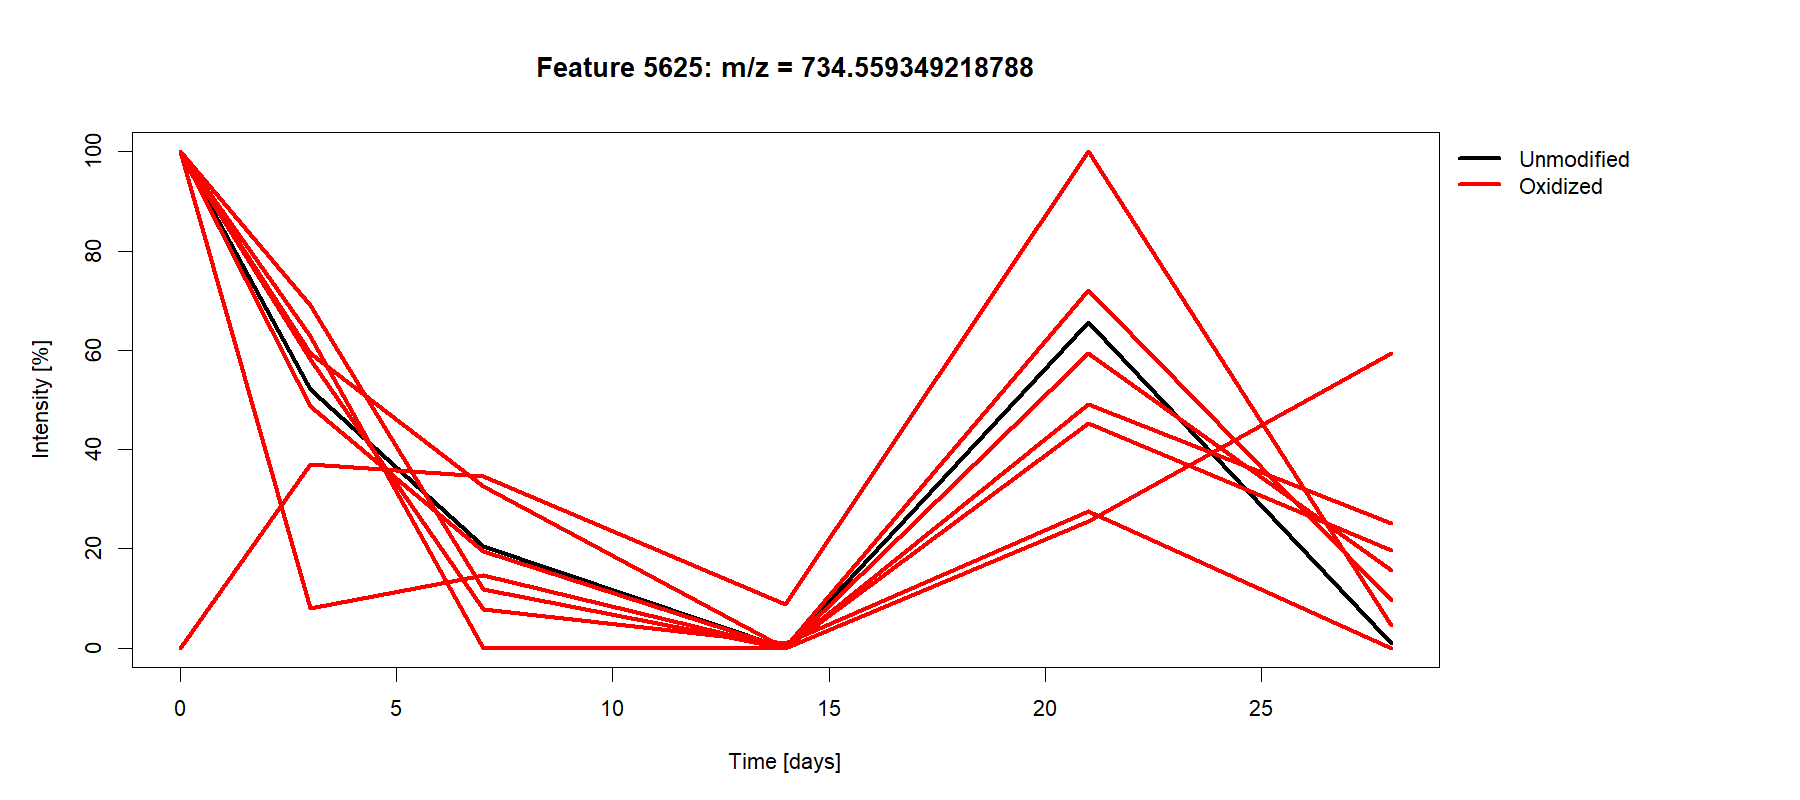 Feature 5625: m/z = 734.559349218788
Unmodified
Oxidized
Intensity [%]
100
80
60
40
20
0
0 5 10 15 20 25
Time [days]